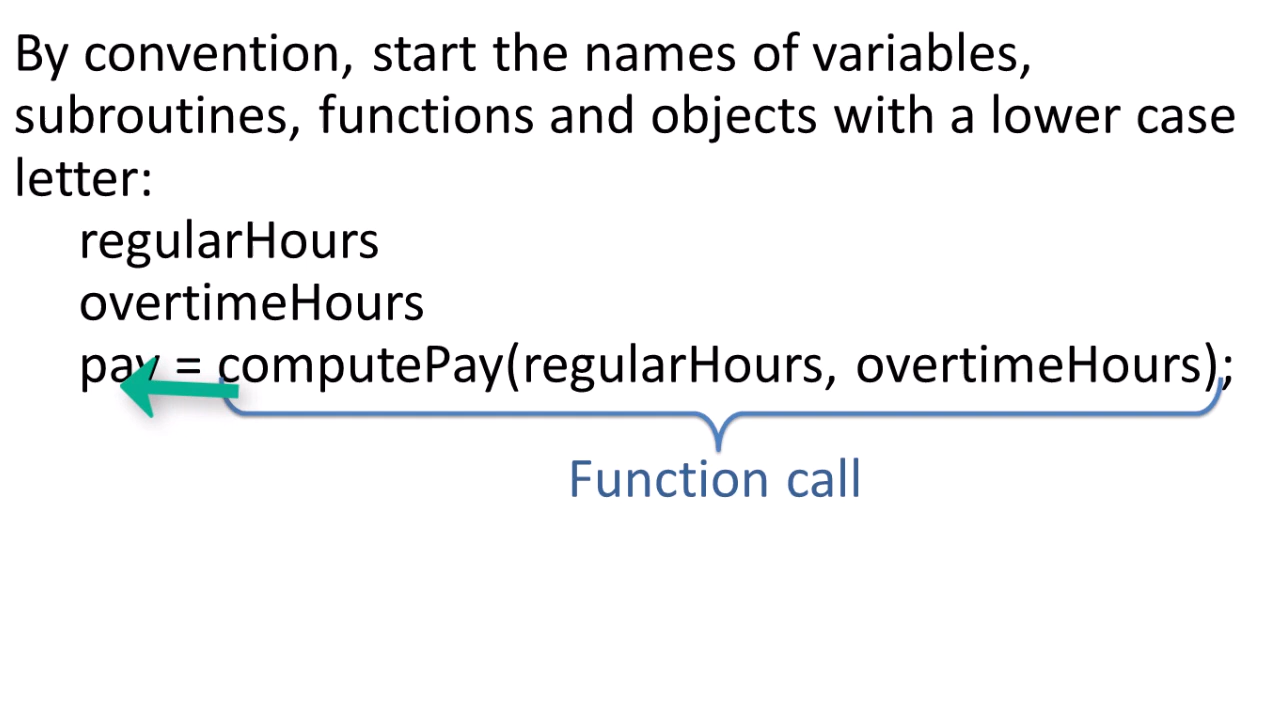 By convention, start the names of variables,
subroutines, functions and objects with a lower case
letter:
regularHours
overtimeHours
pay = computePay(regularHours, overtimeHours);
Function call